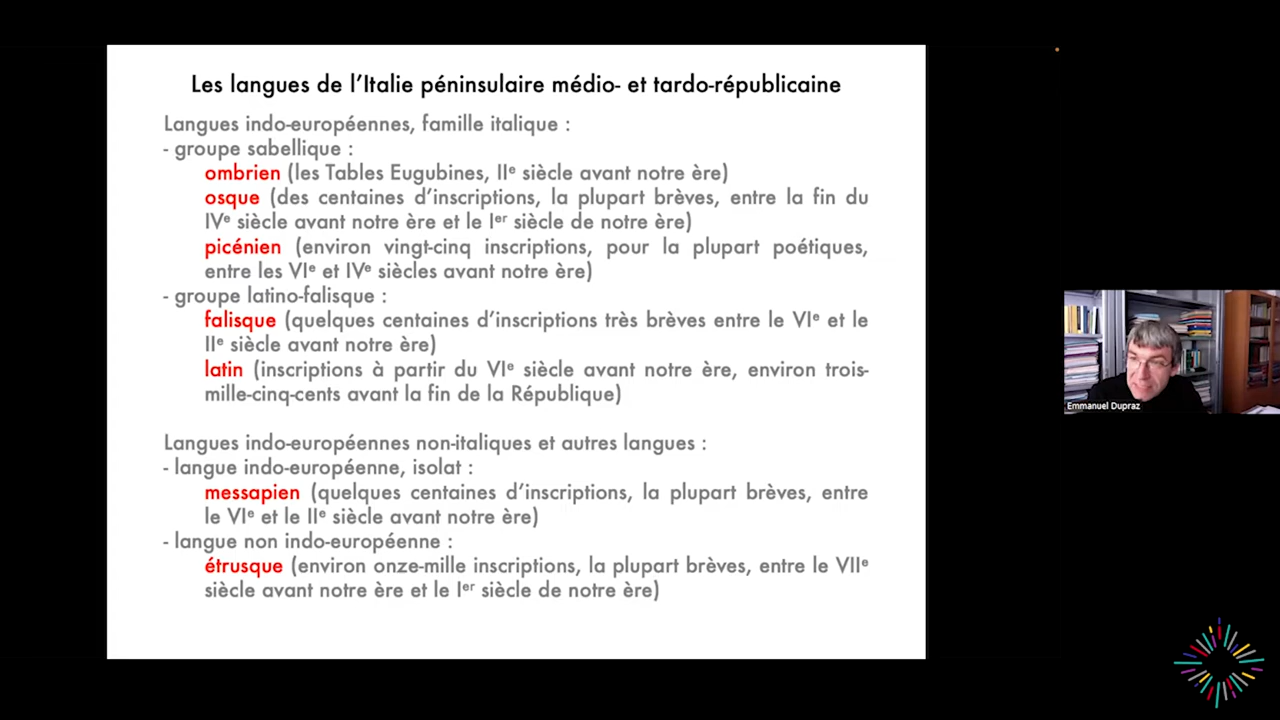 Les langues de l’Italie péninsulaire médio- et tardo-républicaine
Langues indo-européennes, famille italique :
- groupe sabellique :
ombrien (les Tables Eugubines, IIᵉ siècle avant notre ère)
osque (des centaines d’inscriptions, la plupart brèves, entre la fin du
IVᵉ siècle avant notre ère et le Iᵉʳ siècle de notre ère)
picénien (environ vingt-cinq inscriptions, pour la plupart poétiques,
entre les VIᵉ et IVᵉ siècles avant notre ère)
- groupe latino-falisque :
falisque (quelques centaines d’inscriptions très brèves entre le VIᵉ et le
IIᵉ siècle avant notre ère)
latin (inscriptions à partir du VIᵉ siècle avant notre ère, environ trois-
mille-cinq-cents avant la fin de la République)
Langues indo-européennes non-italiques et autres langues :
- langue indo-européenne, isolat :
messapien (quelques centaines d’inscriptions, la plupart brèves, entre
le VIᵉ et le IIᵉ siècle avant notre ère)
- langue non indo-européenne :
étrusque (environ onze-mille inscriptions, la plupart brèves, entre le VIIᵉ
siècle avant notre ère et le Iᵉʳ siècle de notre ère)
Emmanuel Dupraz